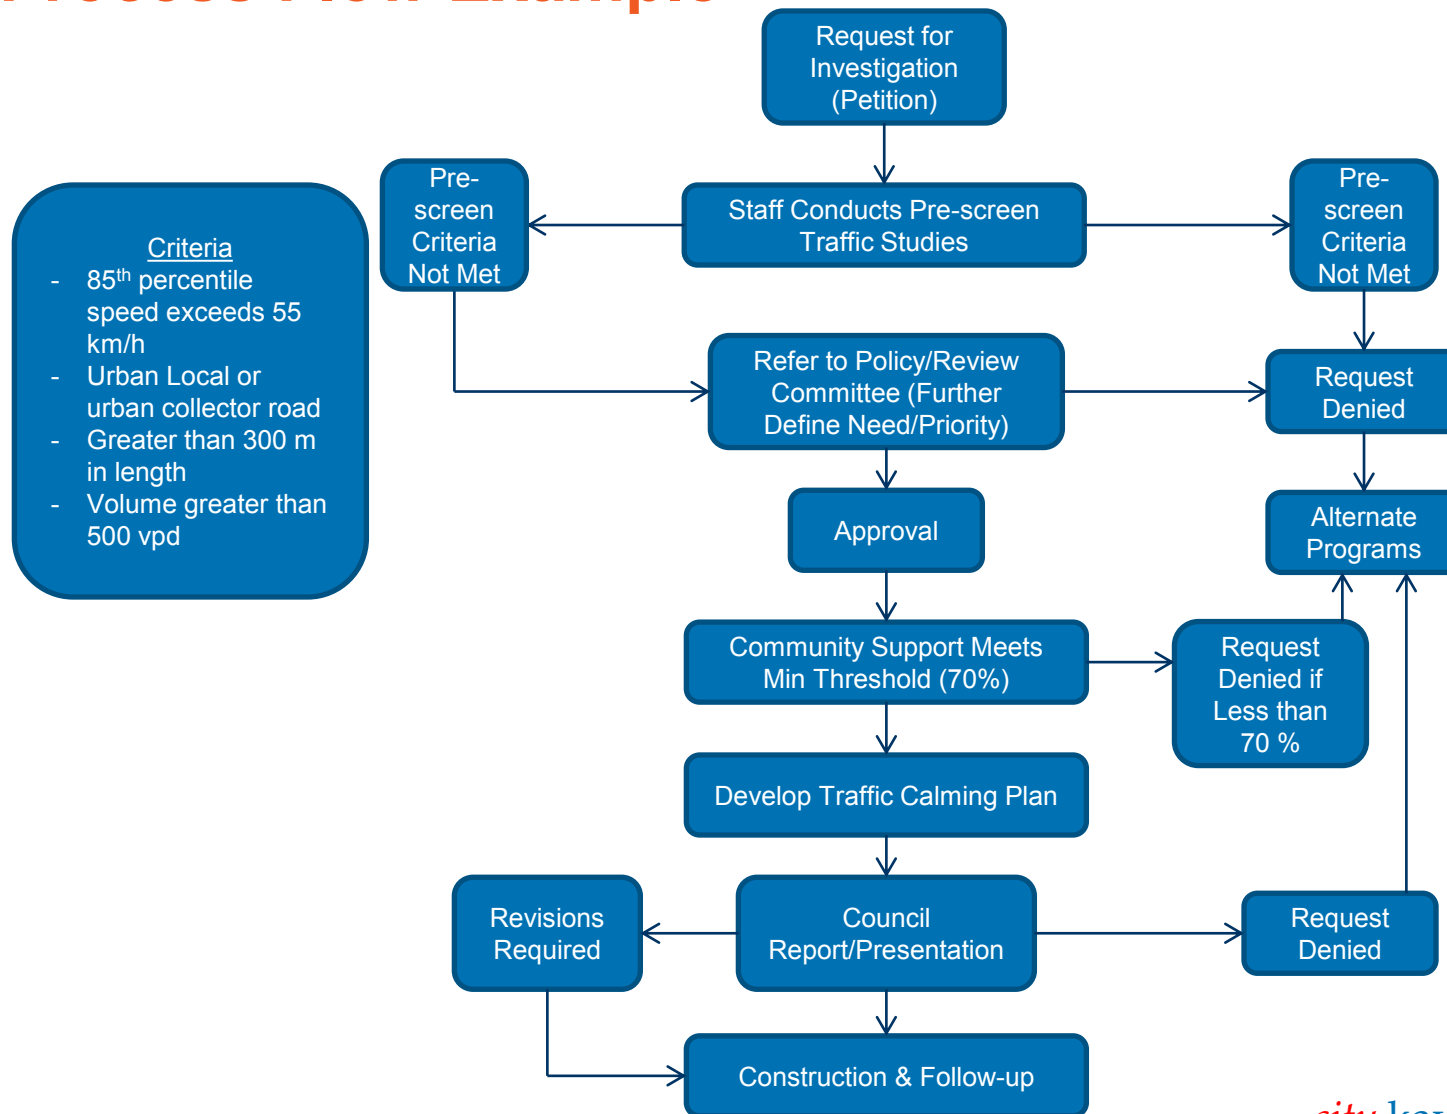 Process Flow Example
Request for
Investigation
(Petition)
Pre-
screen
Criteria
Not Met
Staff Conducts Pre-screen
Traffic Studies
Pre-
screen
Criteria
Not Met
Criteria
- 85th percentile
speed exceeds 55
km/h
- Urban Local or
urban collector road
- Greater than 300 m
in length
- Volume greater than
500 vpd
Refer to Policy/Review
Committee (Further
Define Need/Priority)
Request
Denied
Approval
Alternate
Programs
Community Support Meets
Min Threshold (70%)
Request
Denied if
Less than
70 %
Develop Traffic Calming Plan
Revisions
Required
Council
Report/Presentation
Request
Denied
Construction & Follow-up
city